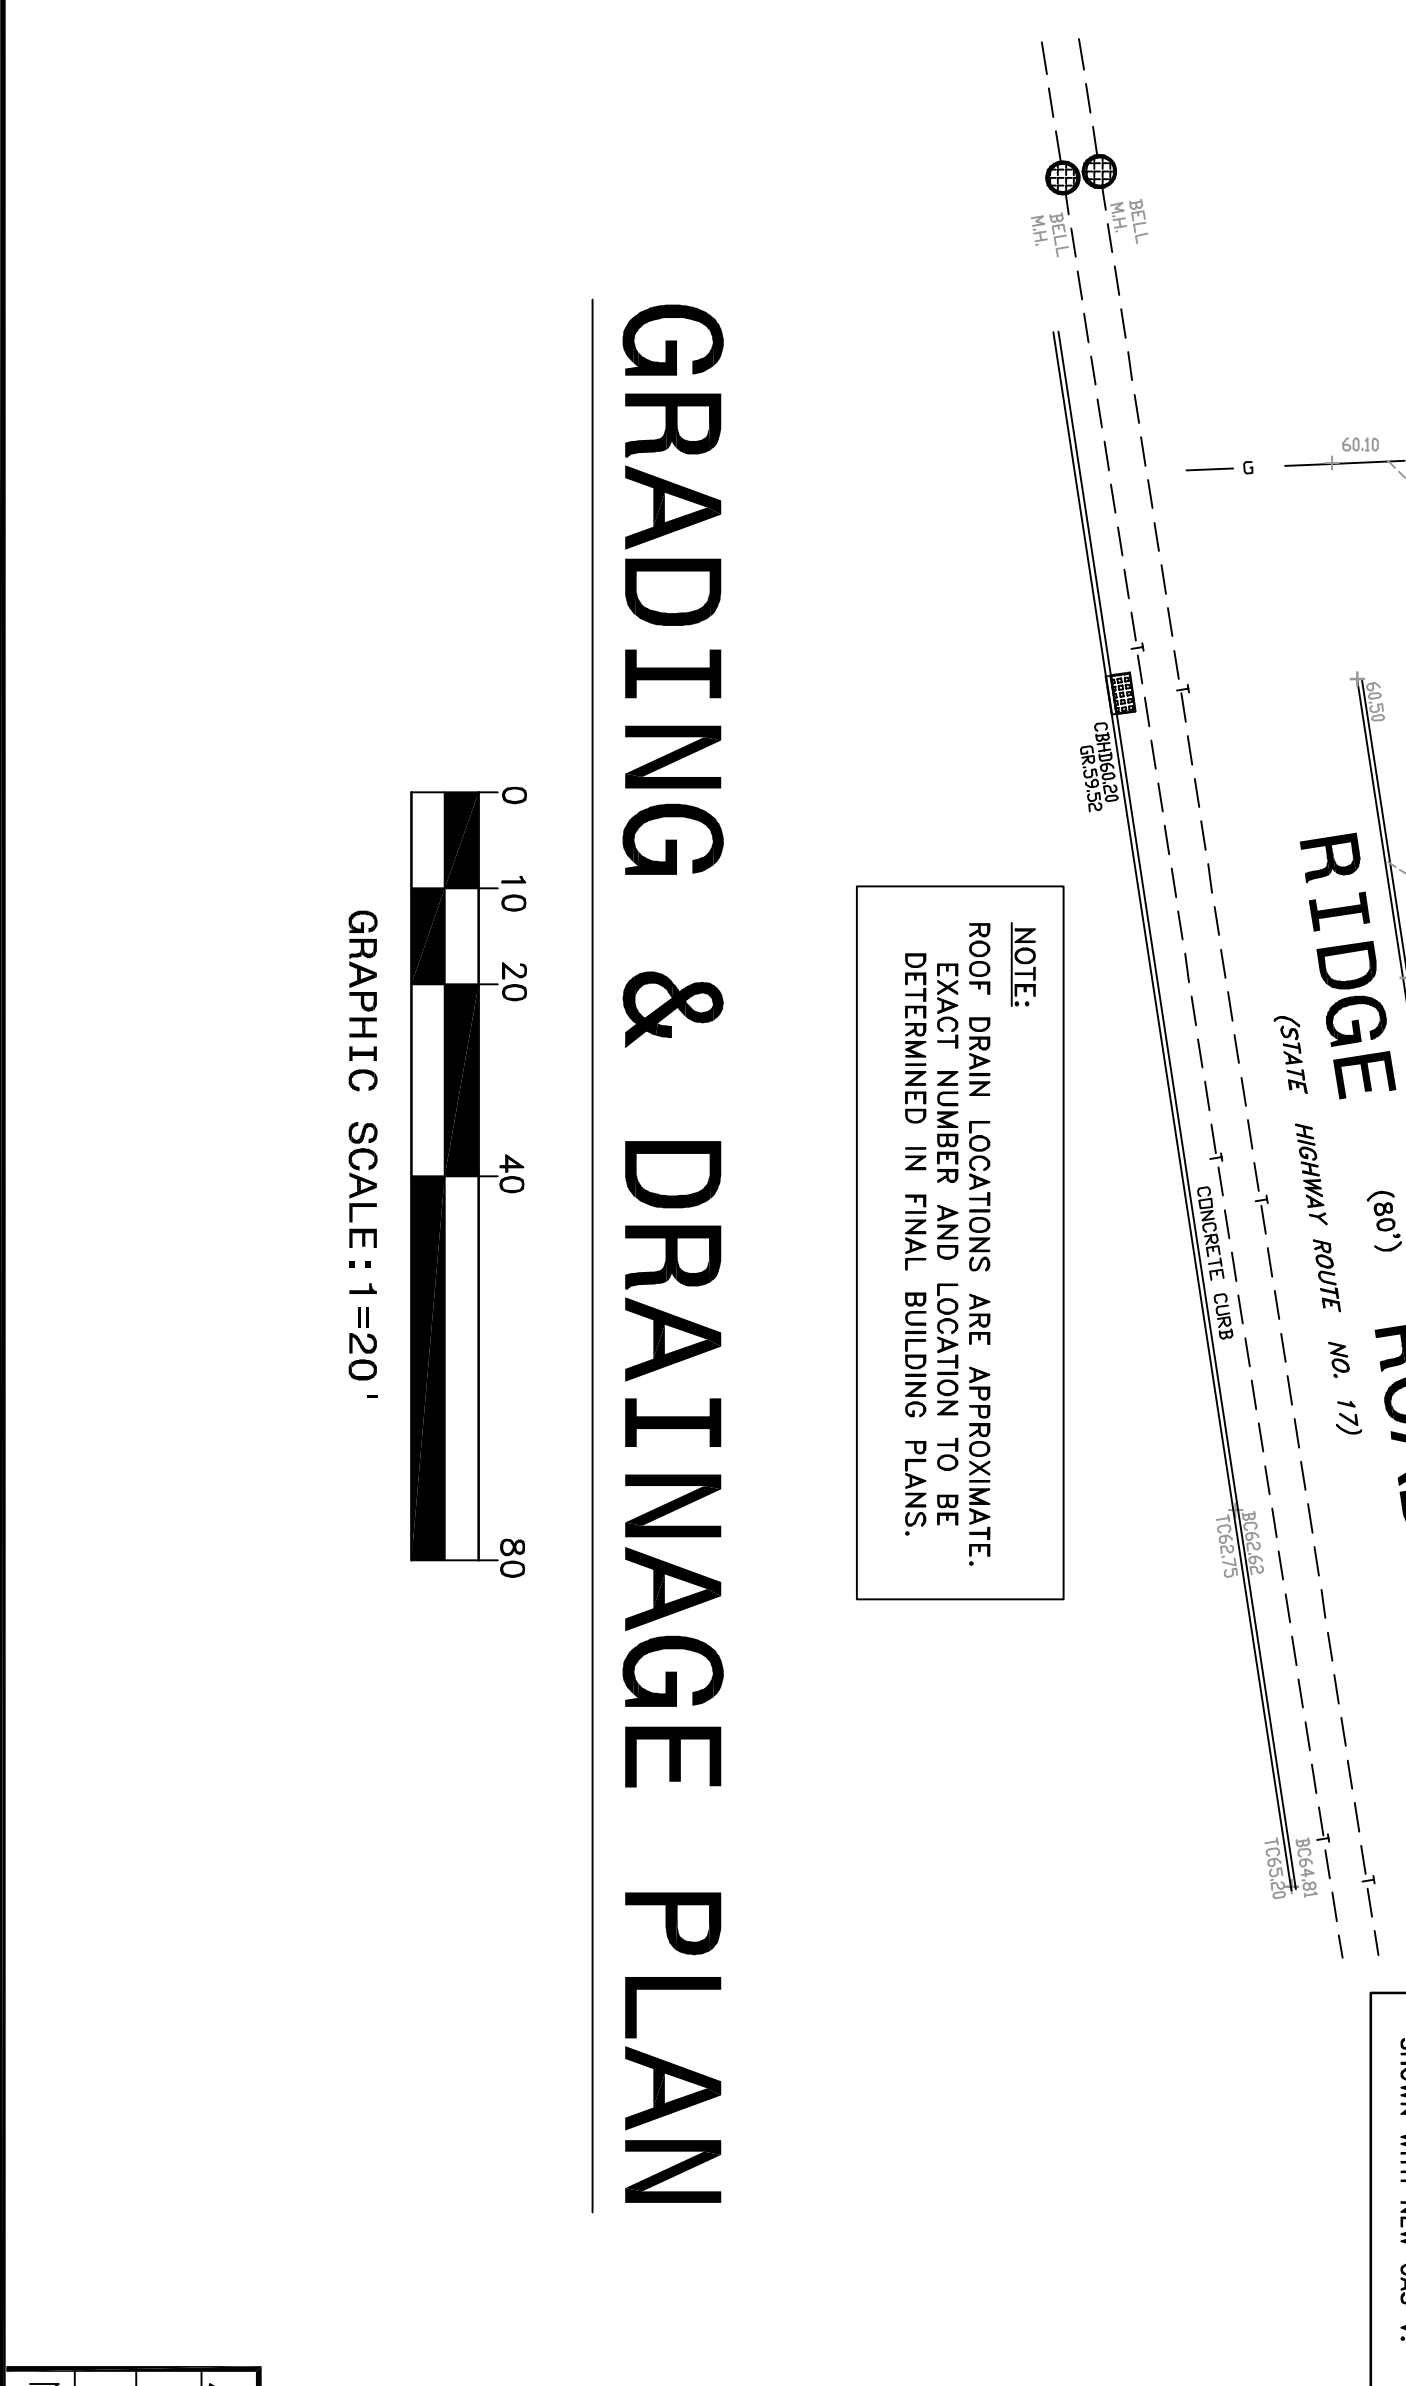 BELL
M.H.
BELL
M.H.
G
60.10
60.50
T
T
CBHD60.20
GR.59.52
RIDGE
(80')
(STATE HIGHWAY ROUTE NO. 17)
T
T
CONCRETE CURB
BC62.62
TC62.75
BC64.81
TC65.20
T
T
NOTE:
ROOF DRAIN LOCATIONS ARE APPROXIMATE.
EXACT NUMBER AND LOCATION TO BE
DETERMINED IN FINAL BUILDING PLANS.
GRADING & DRAINAGE PLAN
0 10 20 40 80
GRAPHIC SCALE:1=20'